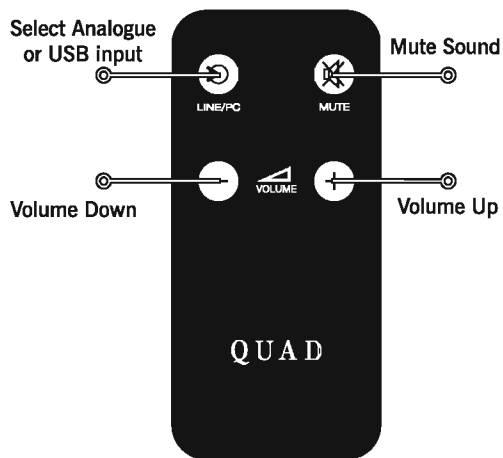 Select Analogue
or USB input
Mute Sound
LINE/PC
MUTE
VOLUME
Volume Down
Volume Up
QUAD